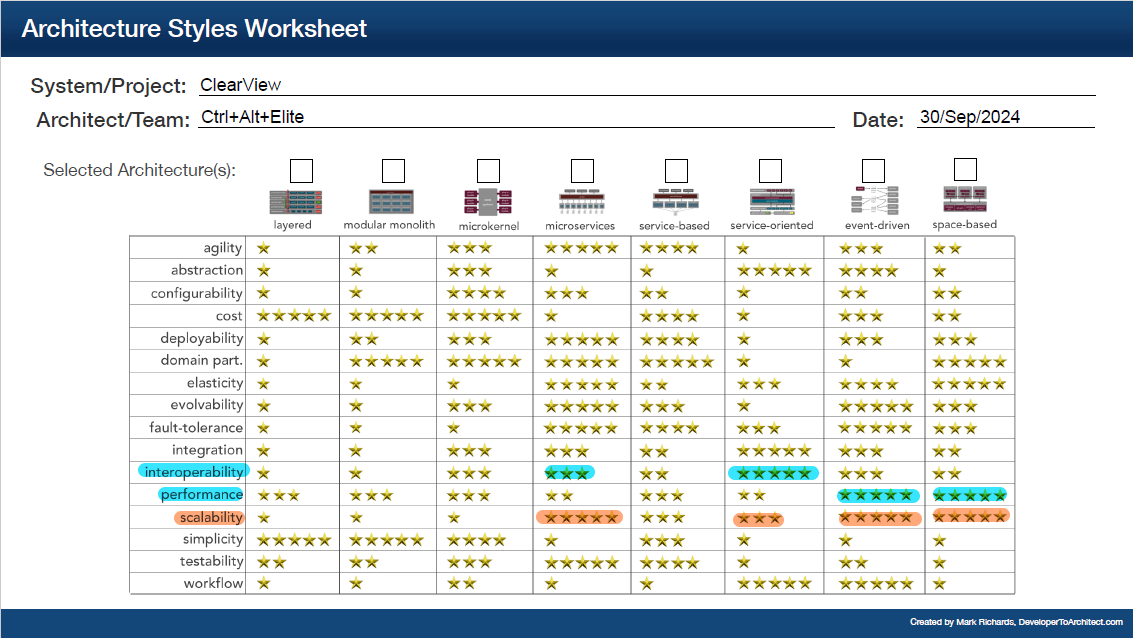 Architecture Styles Worksheet
System/Project: ClearView
Architect/Team: Ctrl+Alt+Elite Date: 30/Sep/2024
Selected Architecture(s):
layered modular monolith microkernel microservices service-based service-oriented event-driven space-based
agility
abstraction
configurability
cost
deployability
domain part.
elasticity
evolvability
fault-tolerance
integration
interoperability
performance
scalability
simplicity
testability
workflow
Created by Mark Richards, DeveloperToArchitect.com